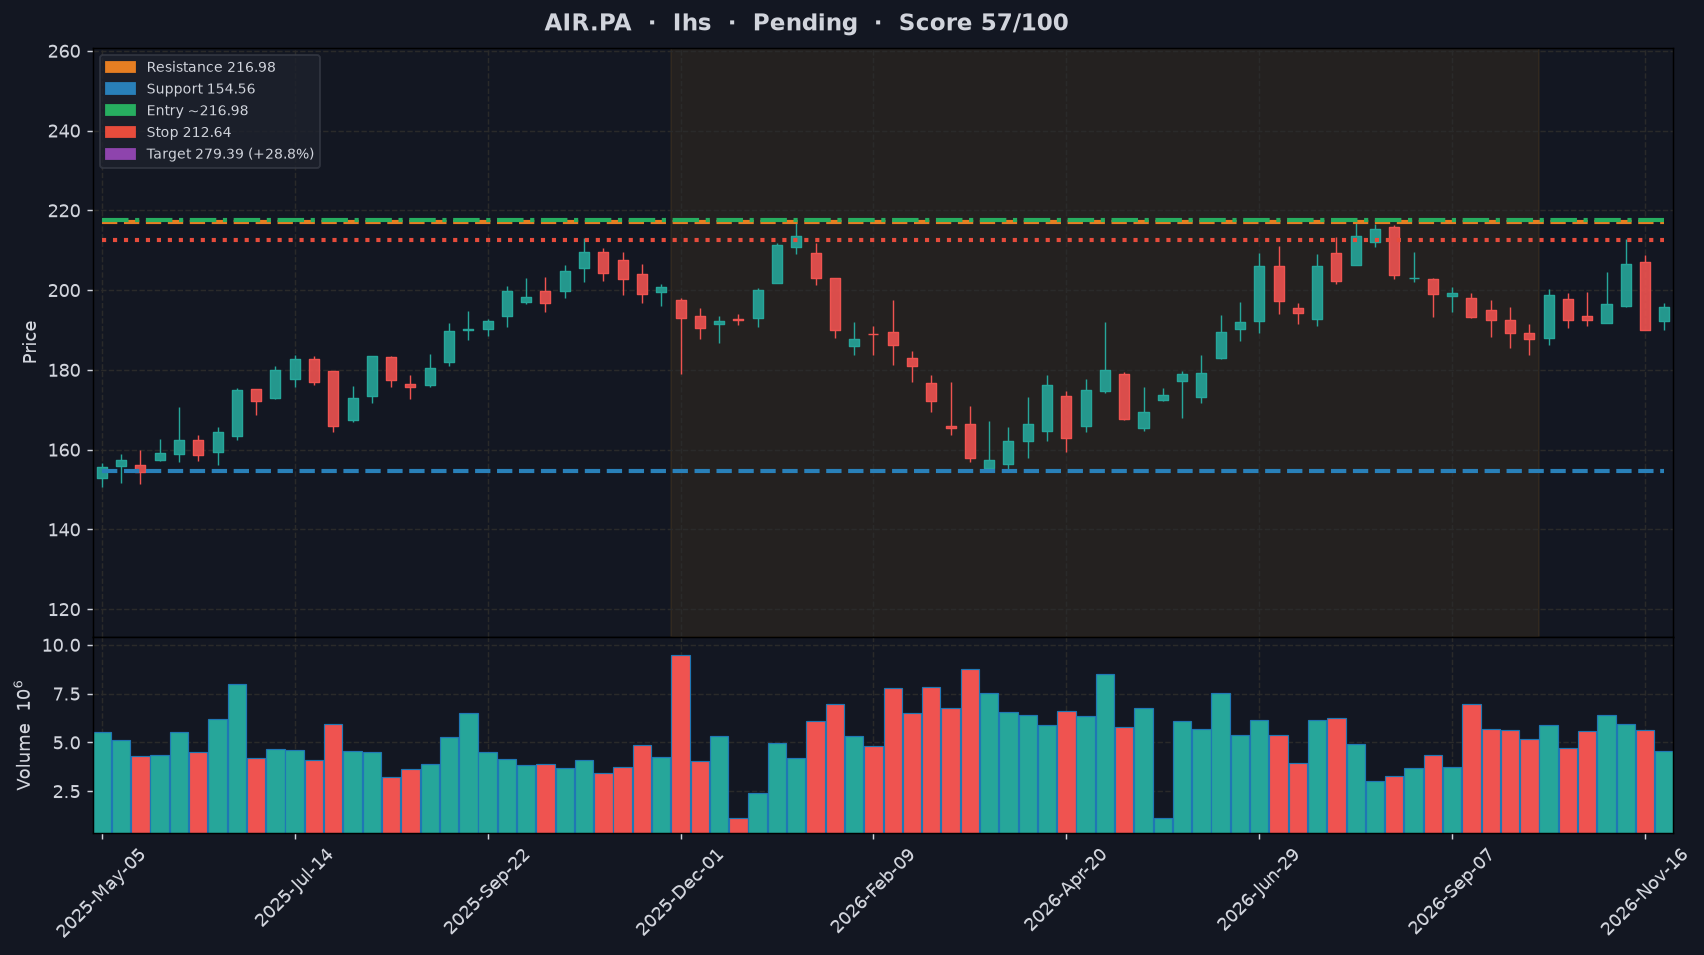 AIR.PA · Ihs · Pending · Score 57/100
Resistance 216.98
Support 154.56
Entry ~216.98
Stop 212.64
Target 279.39 (+28.8%)
260
240
220
200
180
160
140
120
Price
10.0
7.5
5.0
2.5
Volume 10⁶
2025-May-05
2025-Jul-14
2025-Sep-22
2025-Dec-01
2026-Feb-09
2026-Apr-20
2026-Jun-29
2026-Sep-07
2026-Nov-16